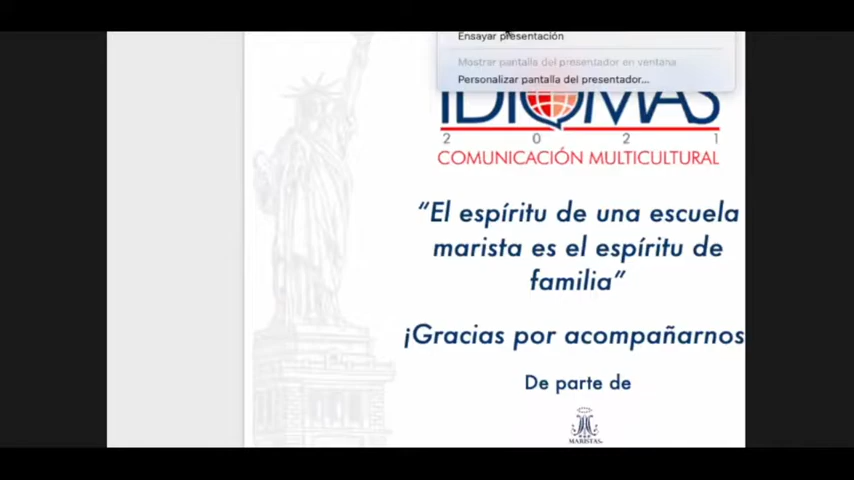 Ensayar presentación
Mostrar pantalla del presentador en ventana
Personalizar pantalla del presentador...
IDIOMAS
2 0 2 1
COMUNICACIÓN MULTICULTURAL
“El espíritu de una escuela
marista es el espíritu de
familia”
¡Gracias por acompañarnos
De parte de
MARISTAS